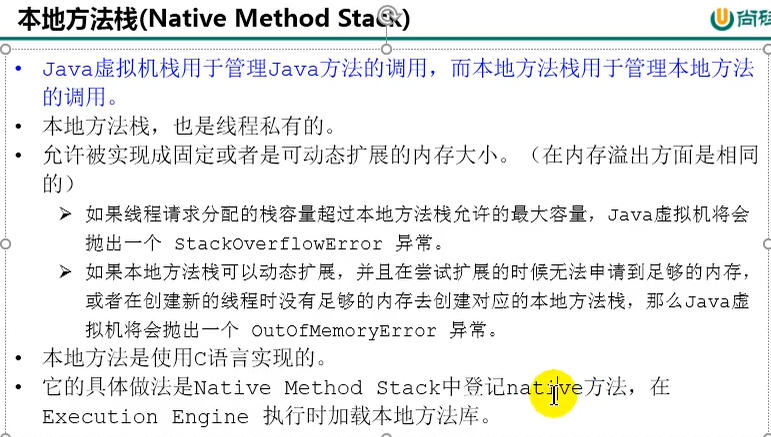 本地方法栈(Native Method Stack)
尚硅
• Java虚拟机栈用于管理Java方法的调用，而本地方法栈用于管理本地方法
的调用。
• 本地方法栈，也是线程私有的。
• 允许被实现成固定或者是可动态扩展的内存大小。（在内存溢出方面是相同
的）
➢ 如果线程请求分配的栈容量超过本地方法栈允许的最大容量，Java虚拟机将会
抛出一个 StackOverflowError 异常。
➢ 如果本地方法栈可以动态扩展，并且在尝试扩展的时候无法申请到足够的内存，
或者在创建新的线程时没有足够的内存去创建对应的本地方法栈，那么Java虚
拟机将会抛出一个 OutOfMemoryError 异常。
• 本地方法是使用C语言实现的。
• 它的具体做法是Native Method Stack中登记native方法，在
Execution Engine 执行时加载本地方法库。